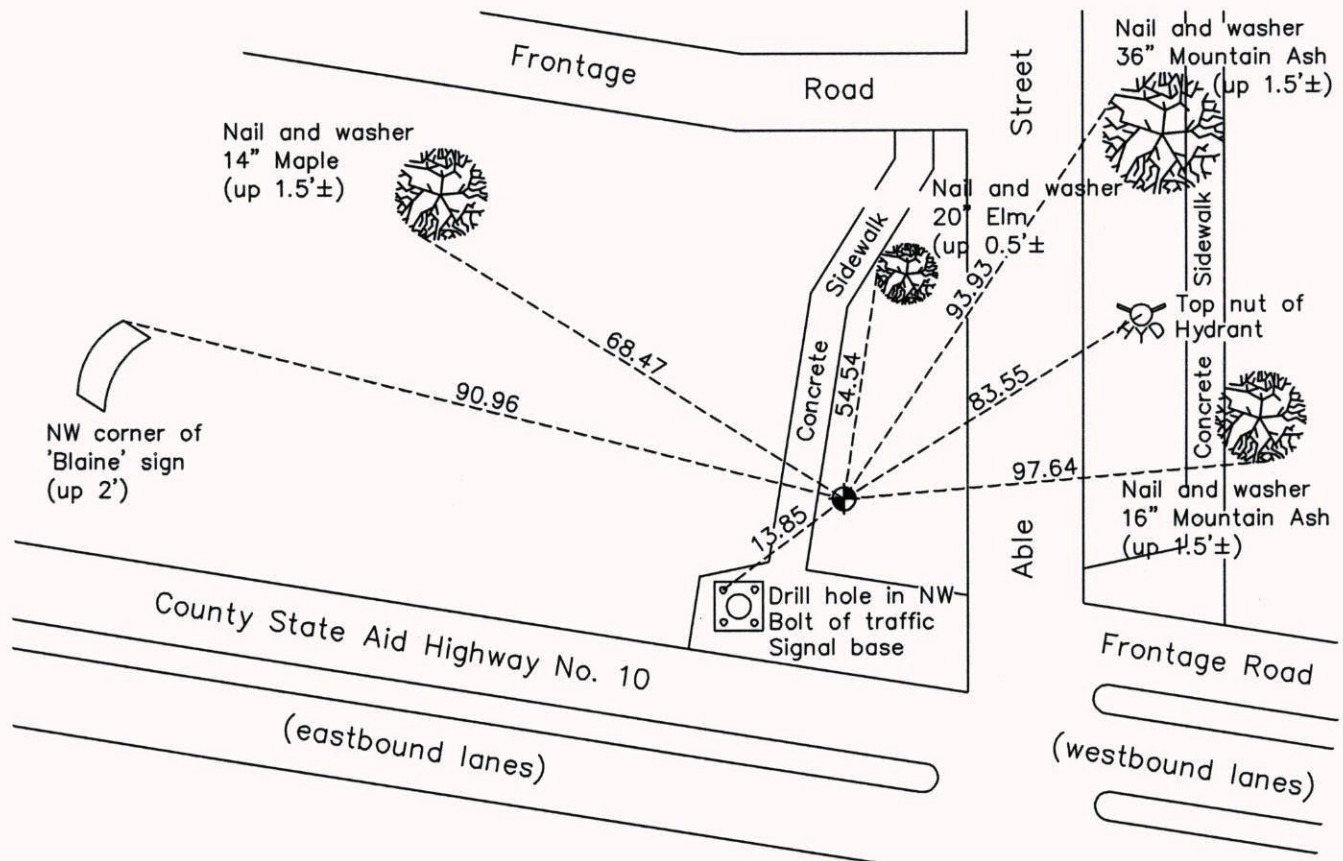 Frontage Road
Street
Nail and washer
36" Mountain Ash
(up 1.5'±)
Nail and washer
14" Maple
(up 1.5'±)
Nail and washer
20" Elm
(up 0.5'±
Sidewalk
Concrete
Sidewalk
Concrete
93.93
Top nut of
Hydrant
HYD
68.47
54.54
83.55
90.96
NW corner of
'Blaine' sign
(up 2')
97.64
Nail and washer
16" Mountain Ash
(up 1.5'±)
13.85
Able
Drill hole in NW
Bolt of traffic
Signal base
County State Aid Highway No. 10
Frontage Road
(eastbound lanes)
(westbound lanes)